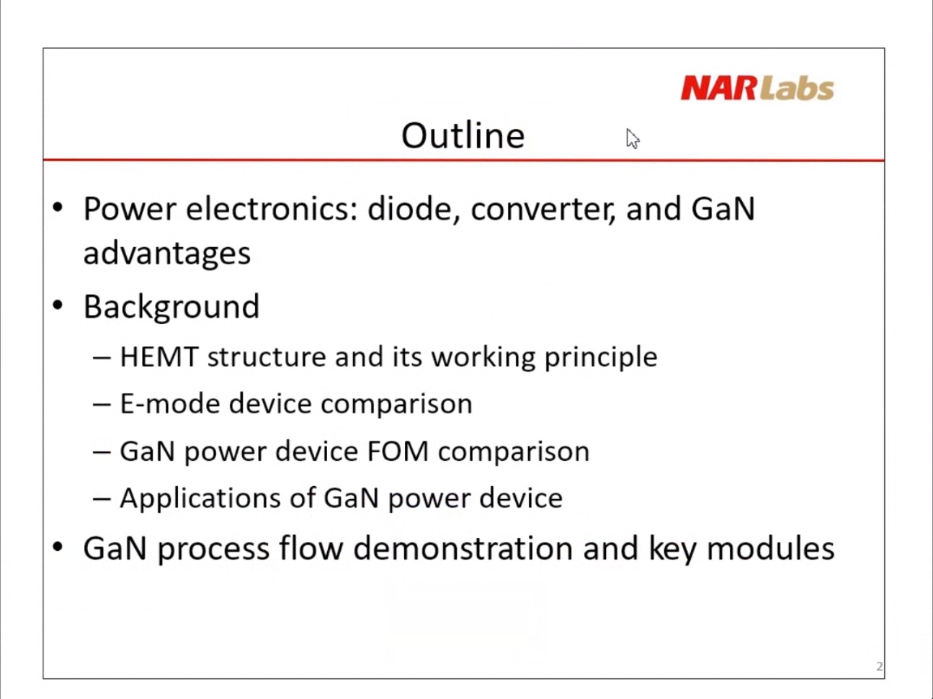 NARLabs
Outline
• Power electronics: diode, converter, and GaN
advantages
• Background
– HEMT structure and its working principle
– E-mode device comparison
– GaN power device FOM comparison
– Applications of GaN power device
• GaN process flow demonstration and key modules
2